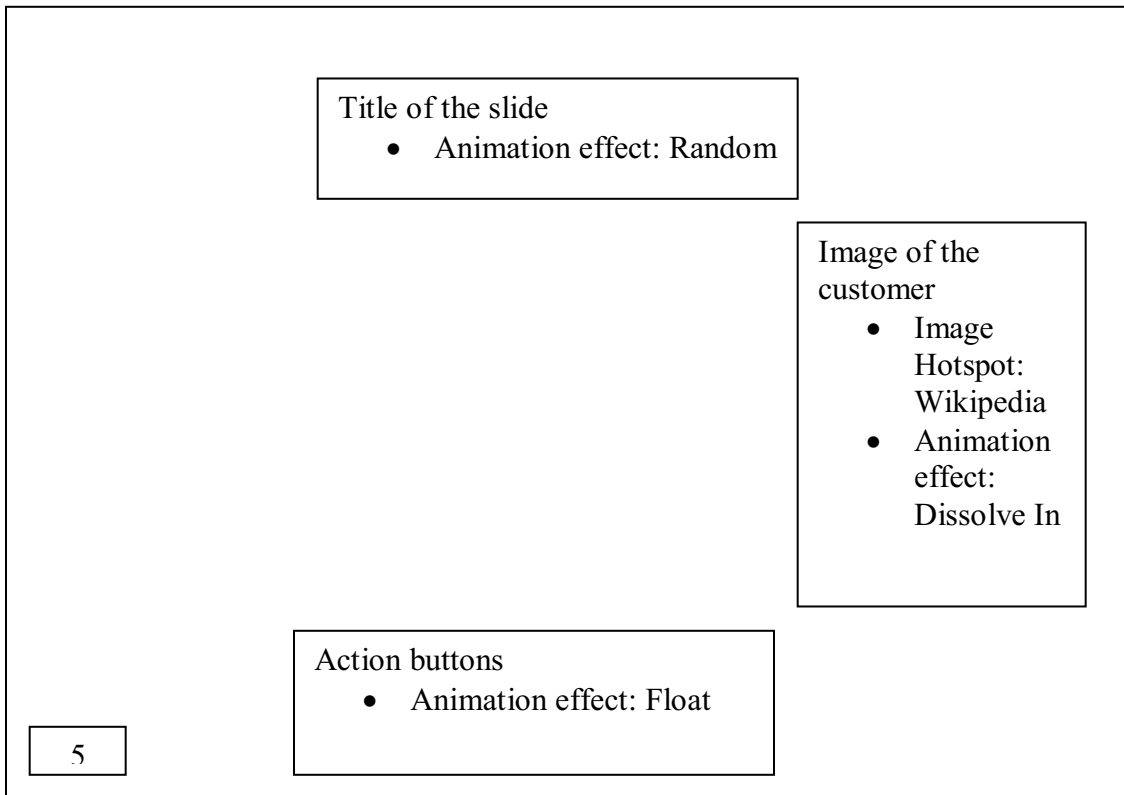 Title of the slide
• Animation effect: Random
Image of the
customer
• Image
Hotspot:
Wikipedia
• Animation
effect:
Dissolve In
Action buttons
• Animation effect: Float
5